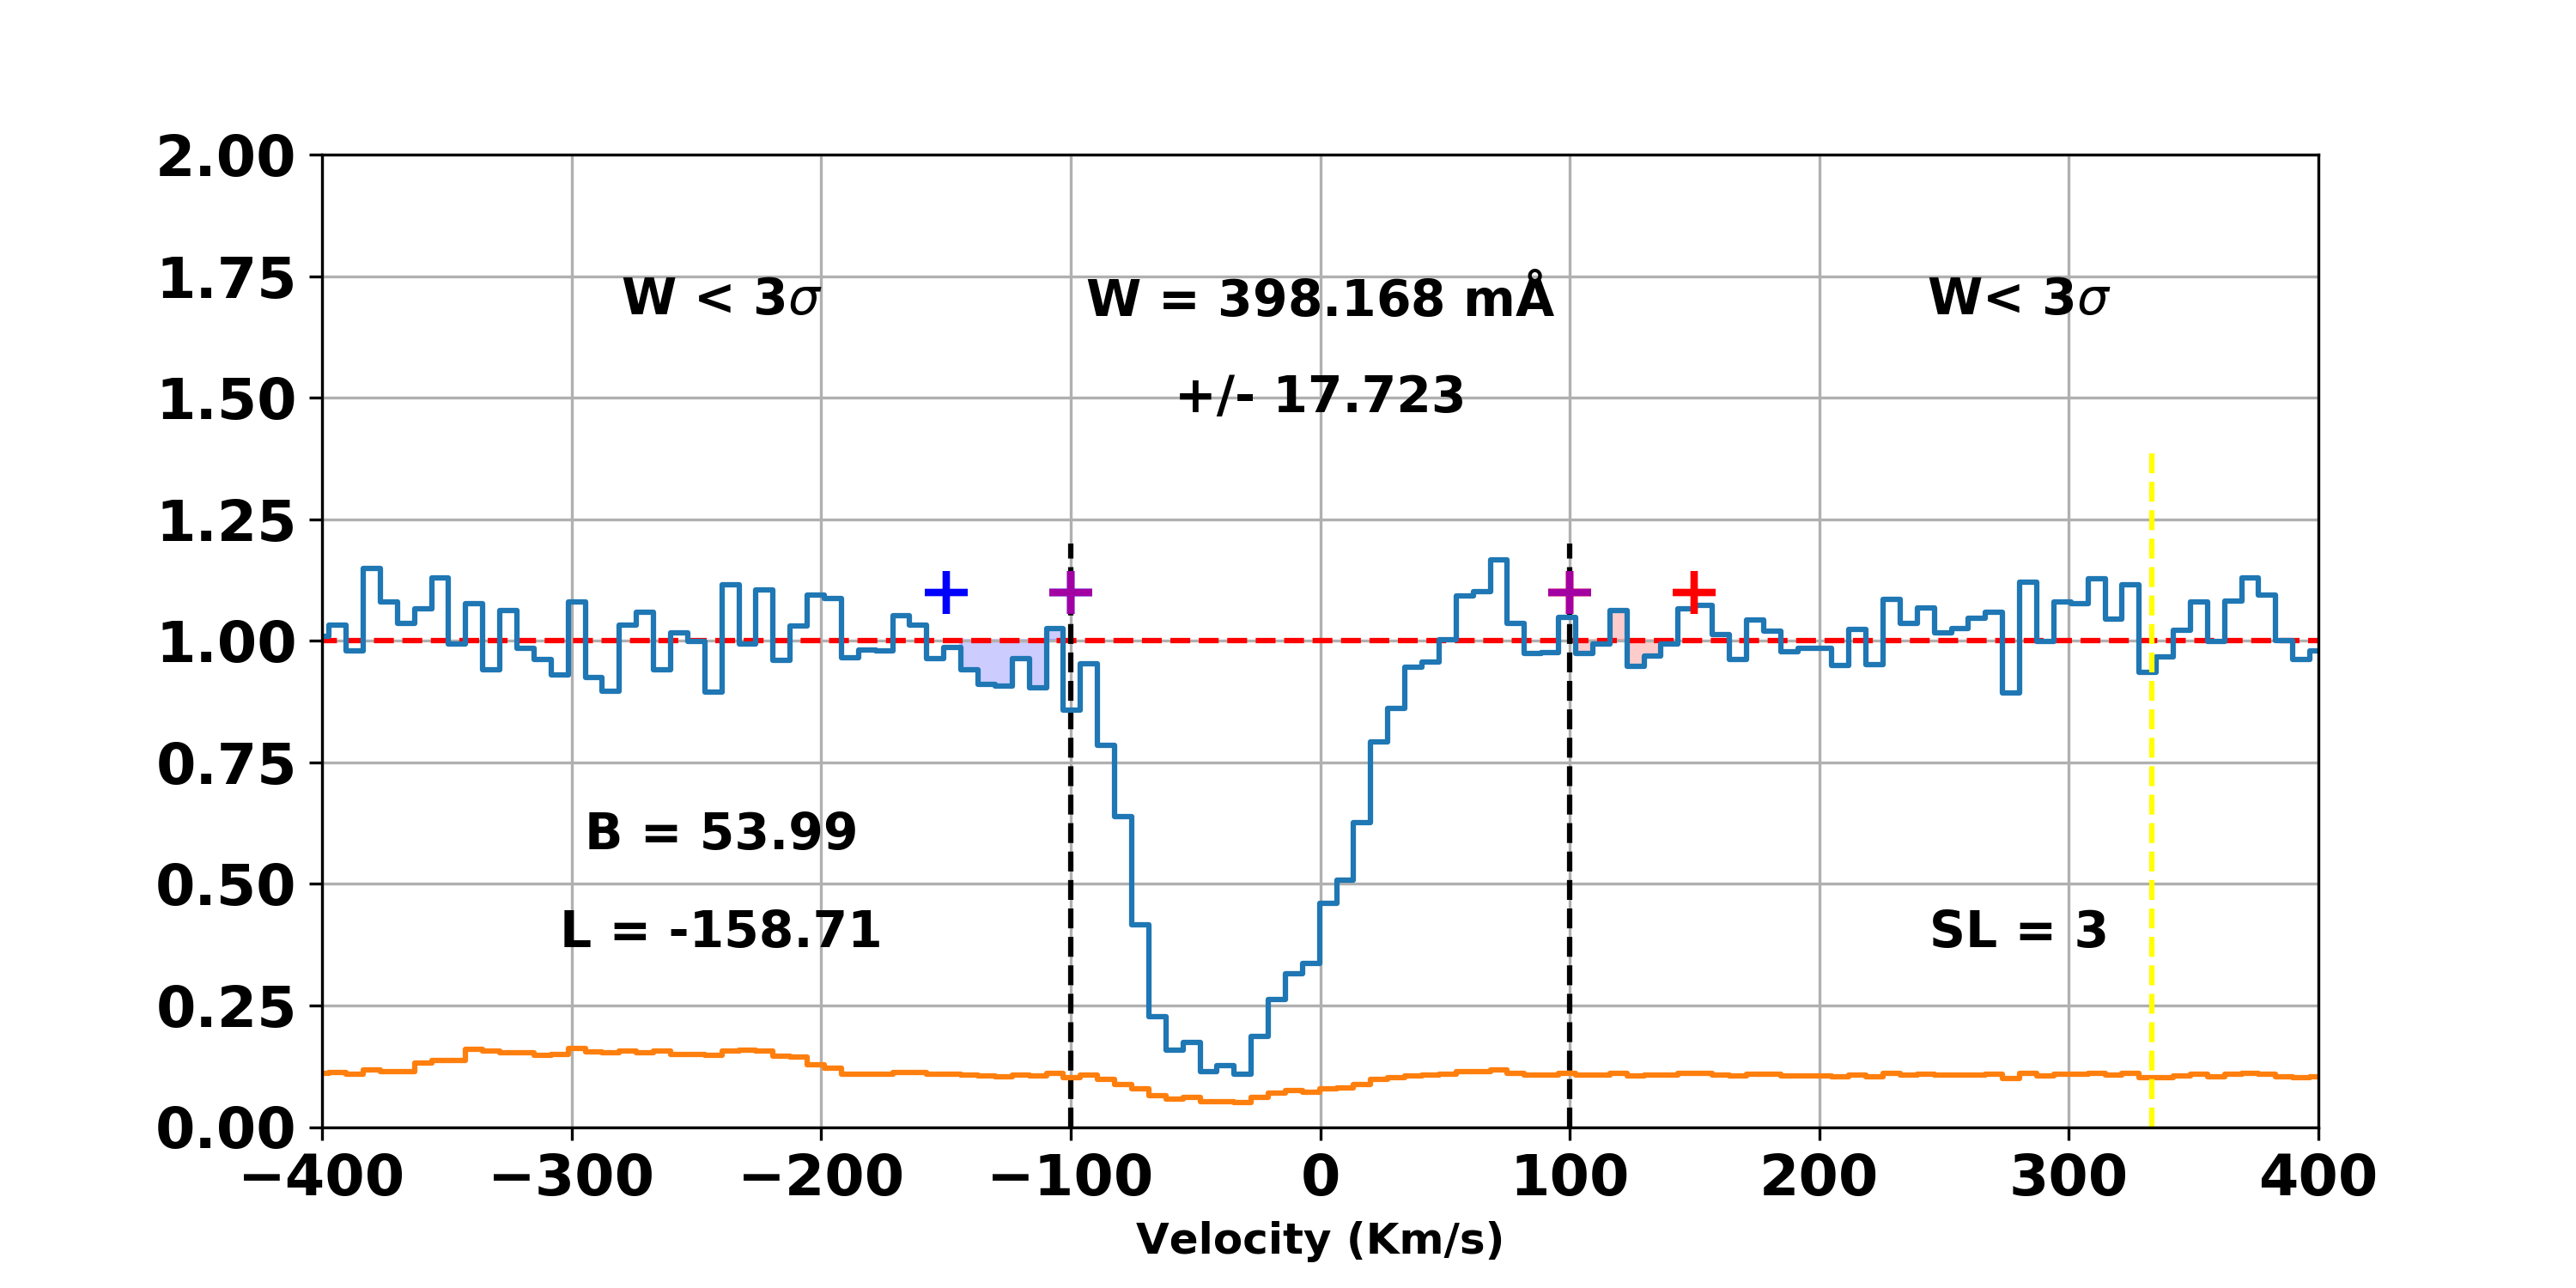 2.00
1.75
1.50
1.25
1.00
0.75
0.50
0.25
0.00
W < 3σ
W = 398.168 mÅ
+/- 17.723
W< 3σ
B = 53.99
L = -158.71
SL = 3
−400 −300 −200 −100 0 100 200 300 400
Velocity (Km/s)